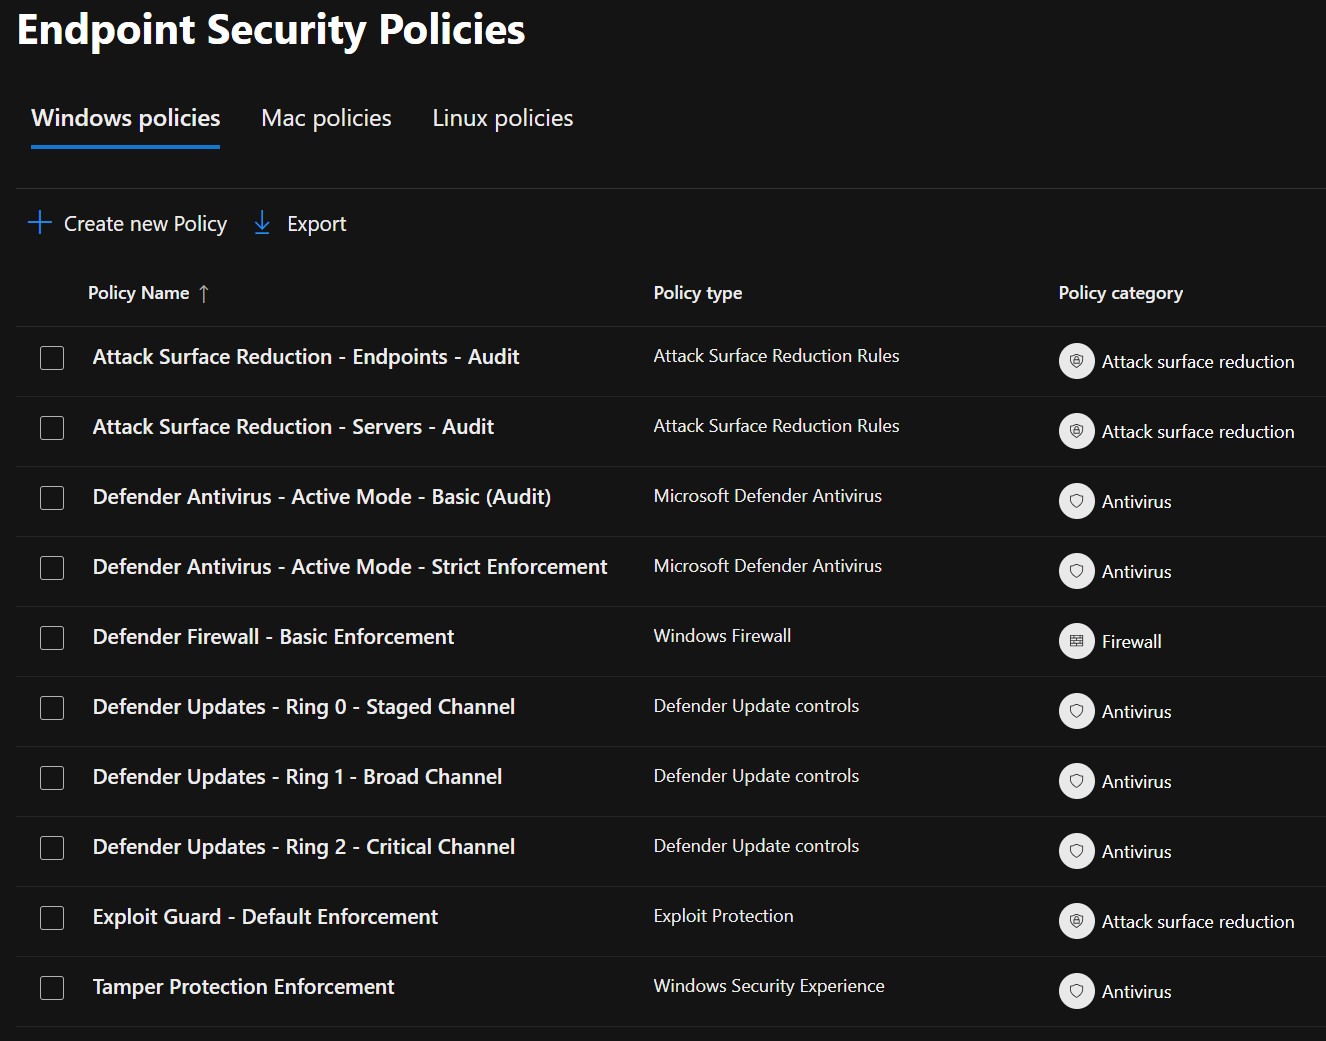 Endpoint Security Policies
Windows policies Mac policies Linux policies
Create new Policy Export
Policy Name ↑ Policy type Policy category
Attack Surface Reduction - Endpoints - Audit Attack Surface Reduction Rules Attack surface reduction
Attack Surface Reduction - Servers - Audit Attack Surface Reduction Rules Attack surface reduction
Defender Antivirus - Active Mode - Basic (Audit) Microsoft Defender Antivirus Antivirus
Defender Antivirus - Active Mode - Strict Enforcement Microsoft Defender Antivirus Antivirus
Defender Firewall - Basic Enforcement Windows Firewall Firewall
Defender Updates - Ring 0 - Staged Channel Defender Update controls Antivirus
Defender Updates - Ring 1 - Broad Channel Defender Update controls Antivirus
Defender Updates - Ring 2 - Critical Channel Defender Update controls Antivirus
Exploit Guard - Default Enforcement Exploit Protection Attack surface reduction
Tamper Protection Enforcement Windows Security Experience Antivirus